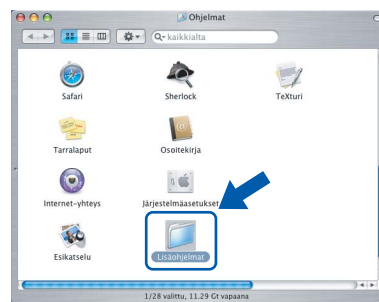 Ohjelmat
kaikkialta
Safari
Sherlock
TeXturi
Tarralaput
Osoitekirja
Internet-yhteys
Järjestelmäasetukset
Esikatselu
Lisäohjelmat
1/28 valittu, 11.29 Gt vapaana